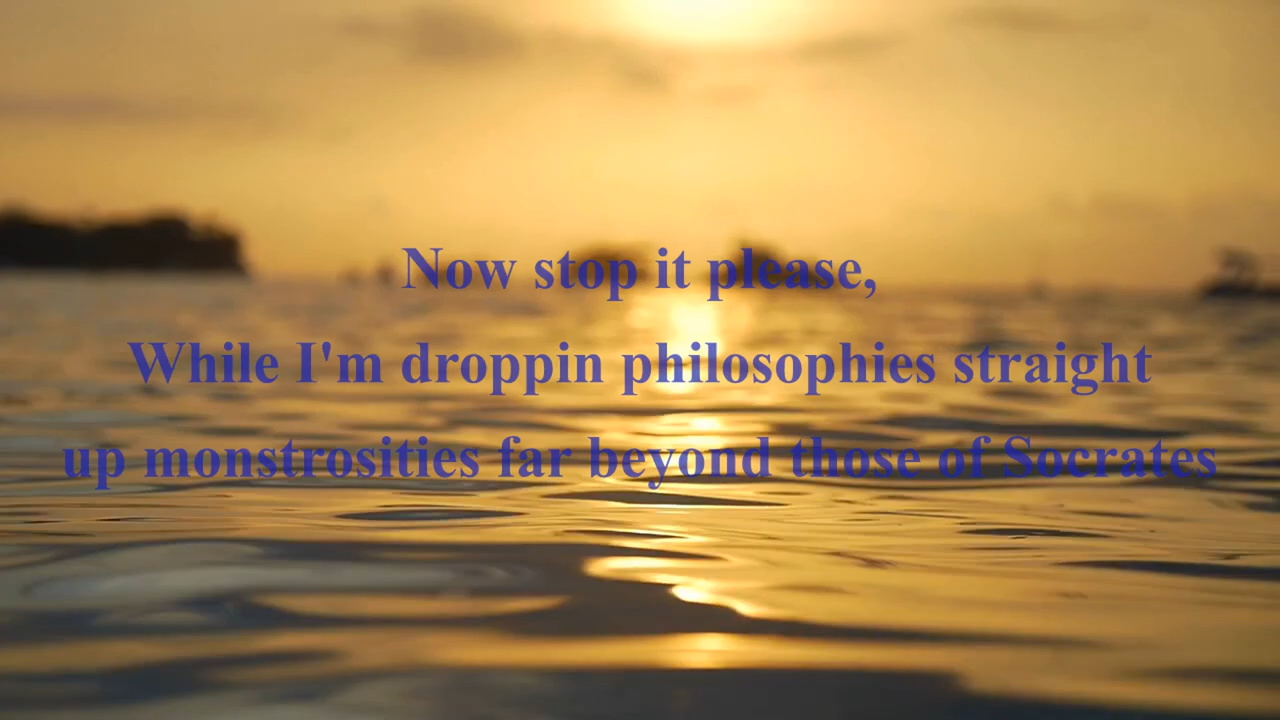 Now stop it please,
While I'm droppin philosophies straight
up monstrosities far beyond those of Socrates